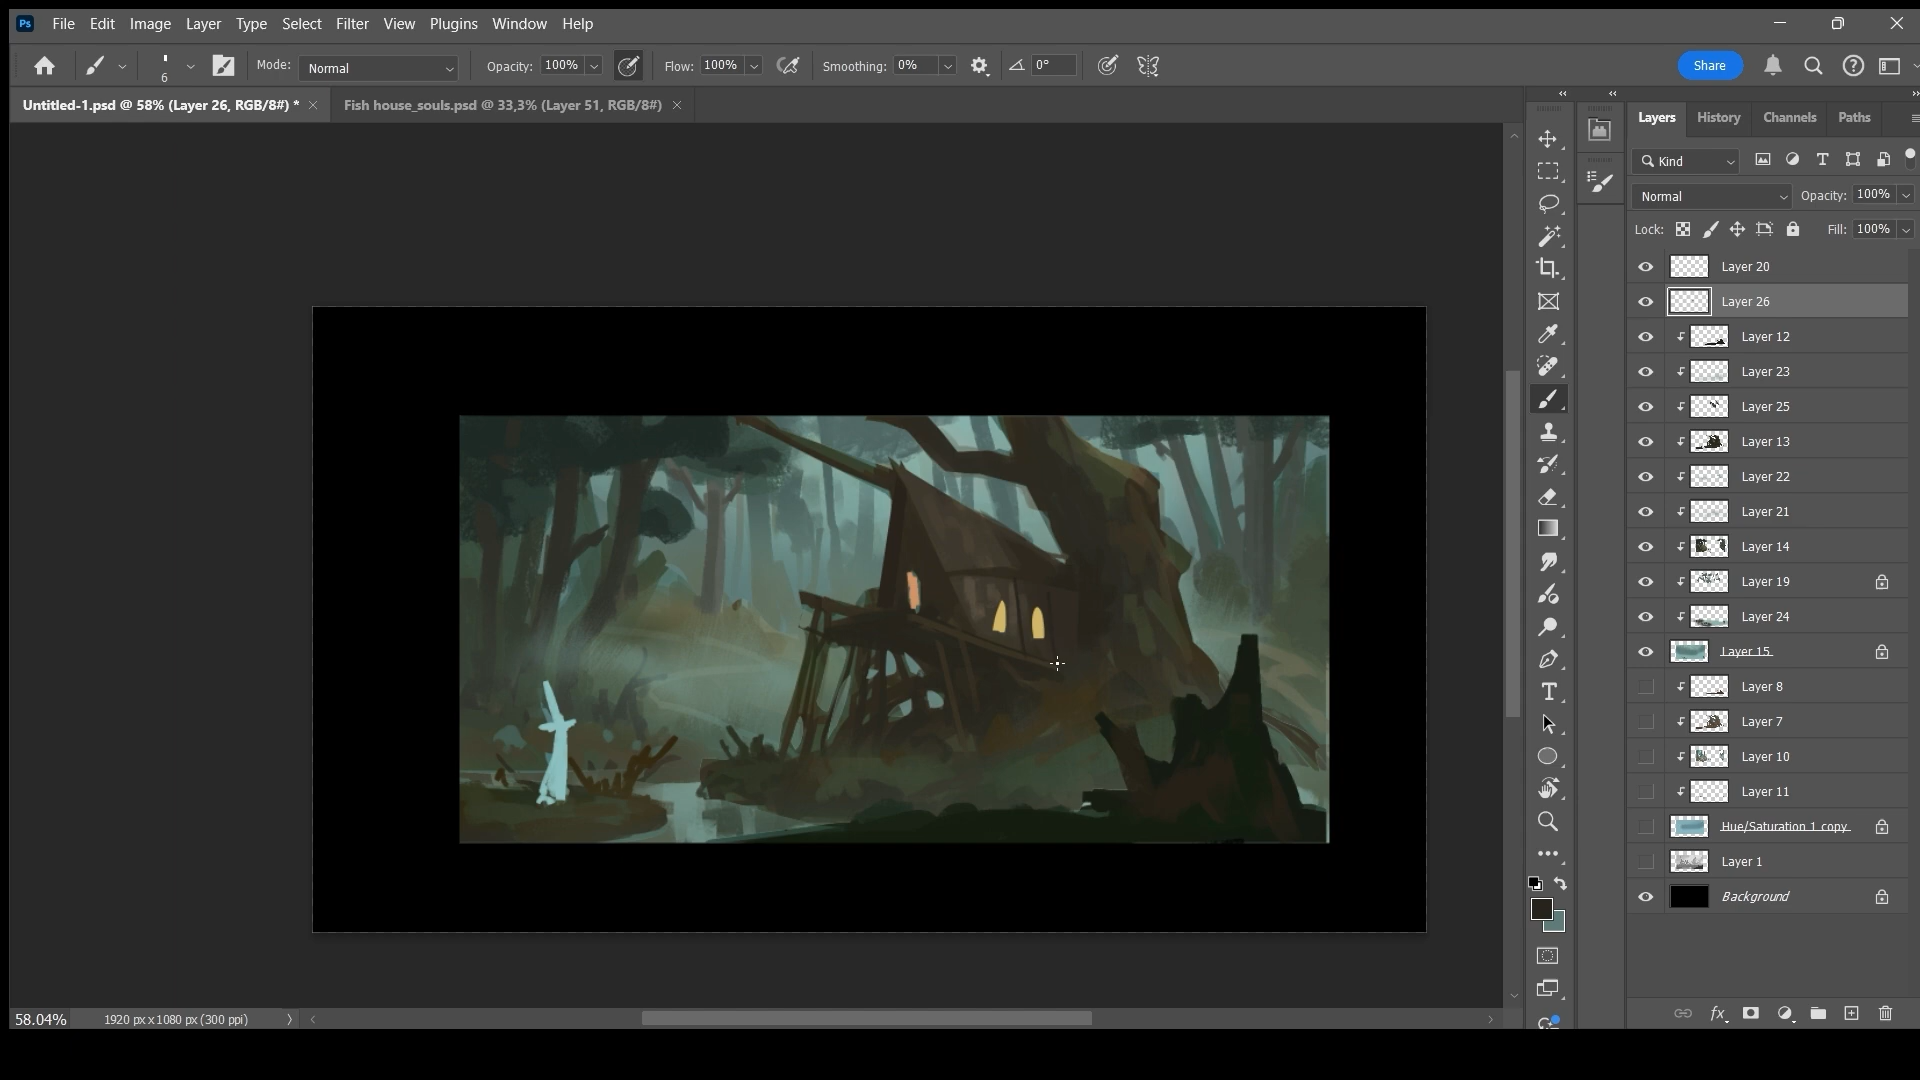 Ps File Edit Image Layer Type Select Filter View Plugins Window Help
6 Mode: Normal Opacity: 100% Flow: 100% Smoothing: 0% 0° Share
Untitled-1.psd @ 58% (Layer 26, RGB/8#) * Fish house_souls.psd @ 33,3% (Layer 51, RGB/8#)
Layers History Channels Paths
Kind
Normal Opacity: 100%
Lock: Fill: 100%
Layer 20
Layer 26
Layer 12
Layer 23
Layer 25
Layer 13
Layer 22
Layer 21
Layer 14
Layer 19
Layer 24
Layer 15
Layer 8
Layer 7
Layer 10
Layer 11
Hue/Saturation 1 copy
Layer 1
Background
fx
58.04% 1920 px x 1080 px (300 ppi)